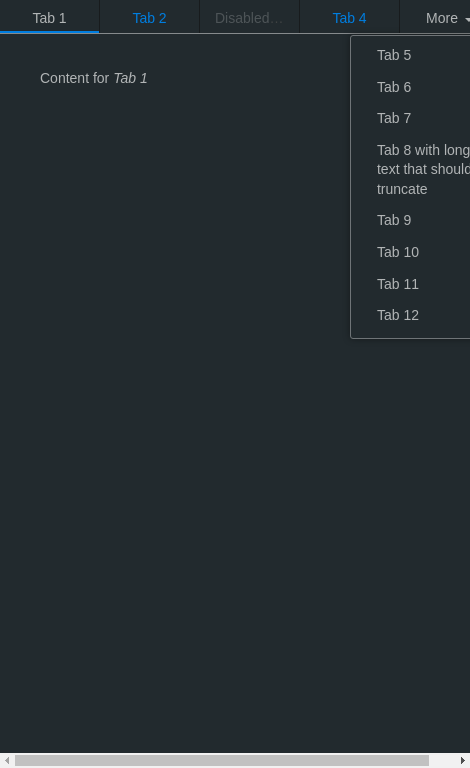 Tab 1
Tab 2
Disabled…
Tab 4
More
Tab 5
Tab 6
Tab 7
Tab 8 with long
text that should
truncate
Tab 9
Tab 10
Tab 11
Tab 12
Content for Tab 1